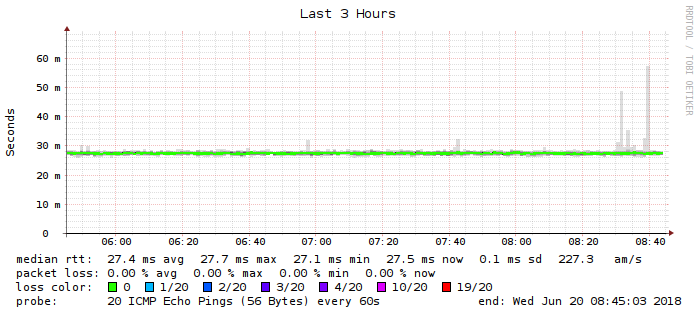 Last 3 Hours
RRDTOOL / TOBI OETIKER
Seconds
60 m
50 m
40 m
30 m
20 m
10 m
0
06:00 06:20 06:40 07:00 07:20 07:40 08:00 08:20 08:40
median rtt: 27.4 ms avg 27.7 ms max 27.1 ms min 27.5 ms now 0.1 ms sd 227.3 am/s
packet loss: 0.00 % avg 0.00 % max 0.00 % min 0.00 % now
loss color: 0 1/20 2/20 3/20 4/20 10/20 19/20
probe: 20 ICMP Echo Pings (56 Bytes) every 60s end: Wed Jun 20 08:45:03 2018